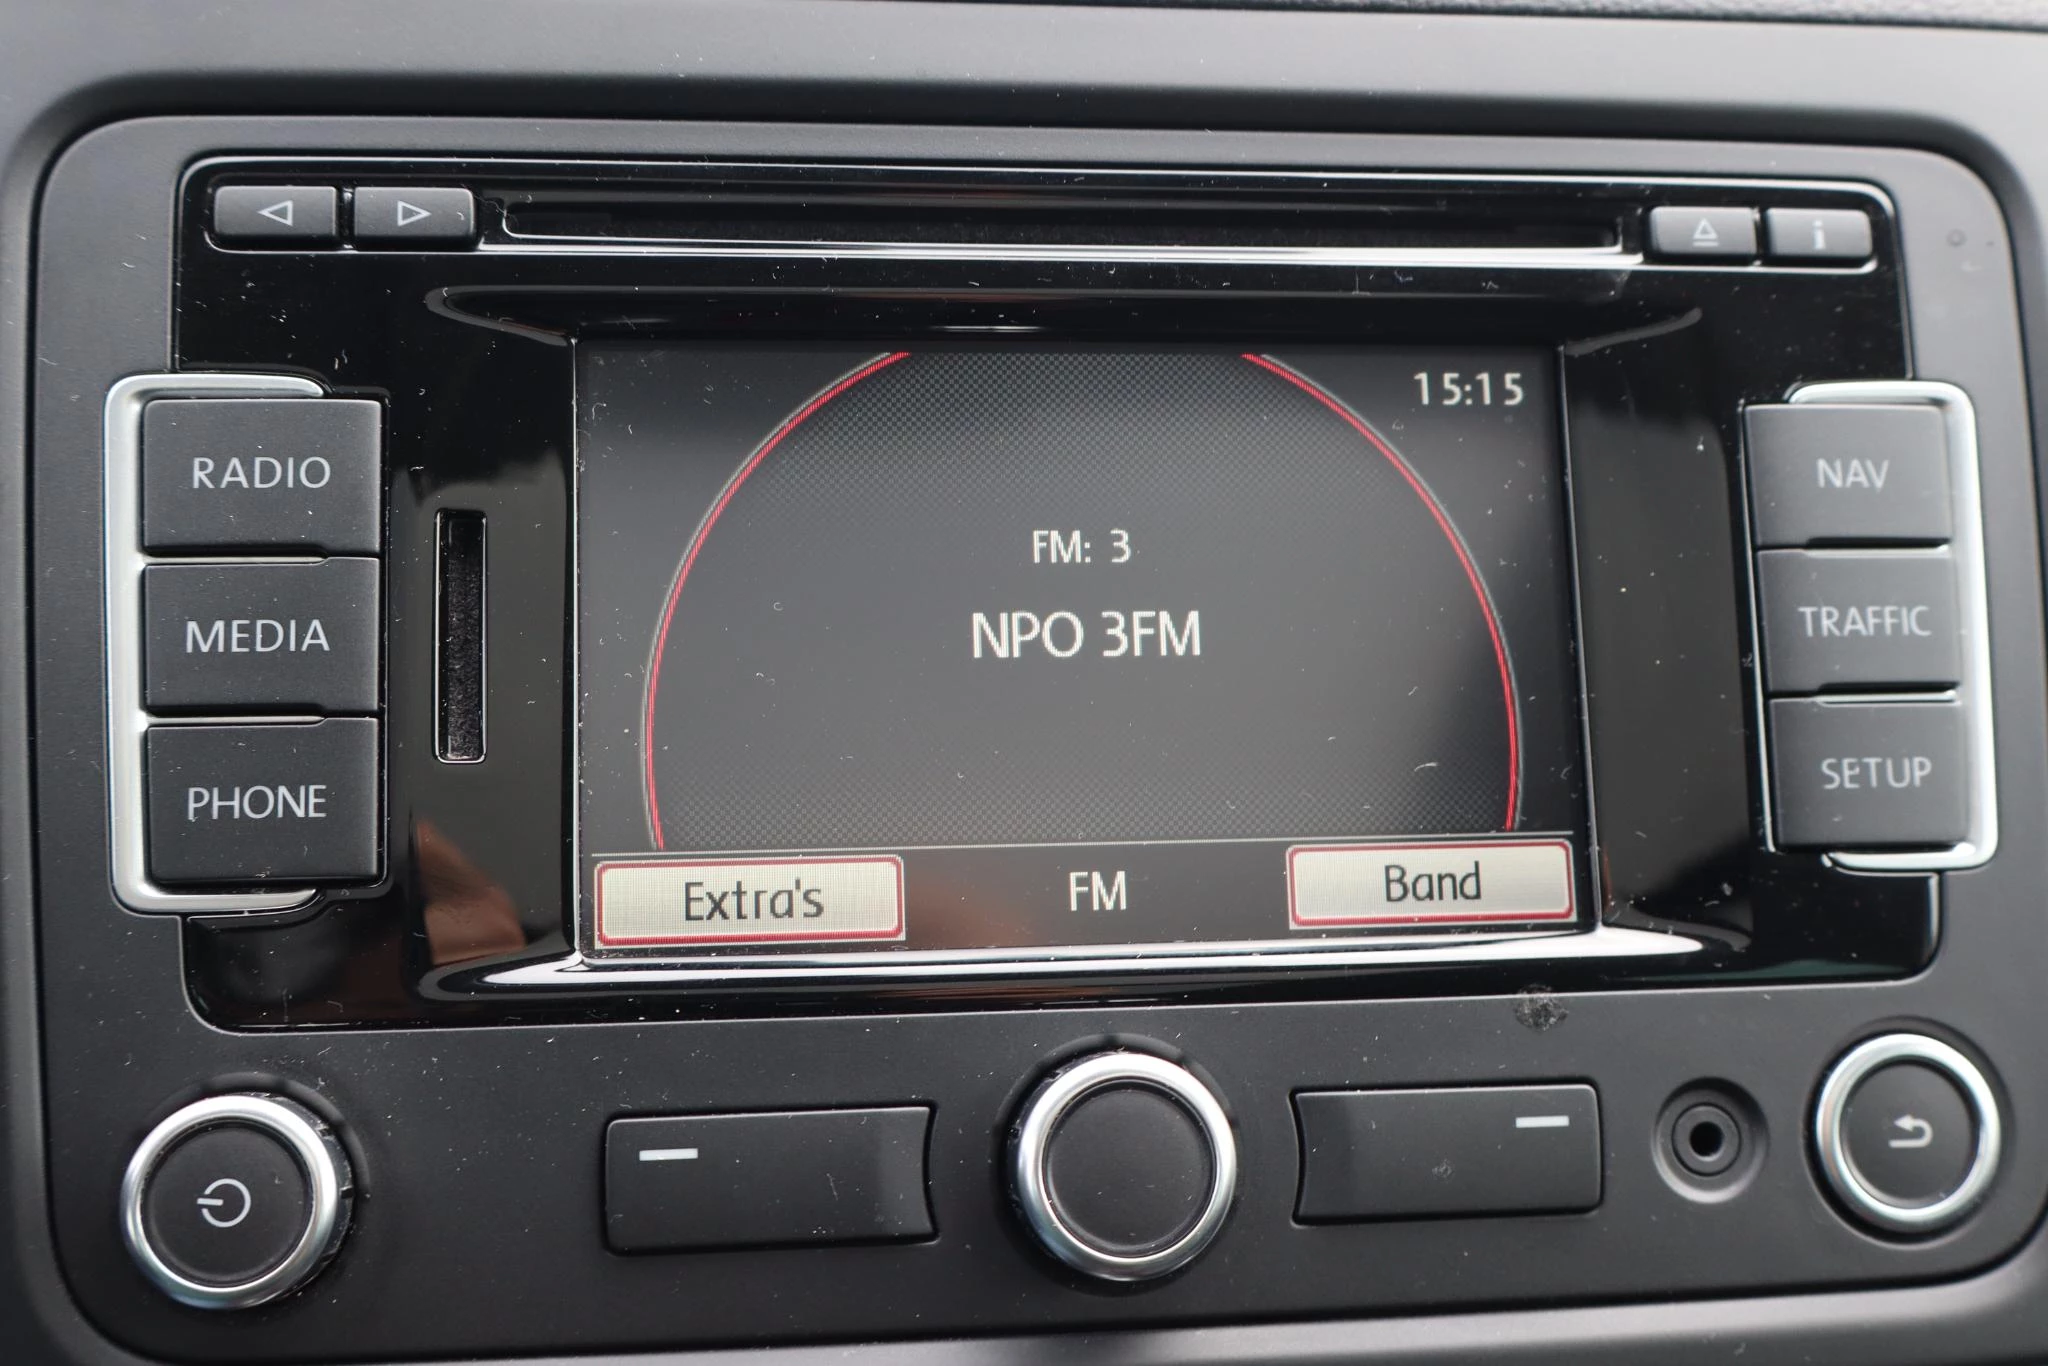 i
15:15
RADIO
MEDIA
PHONE
FM: 3
NPO 3FM
Extra's
FM
Band
NAV
TRAFFIC
SETUP